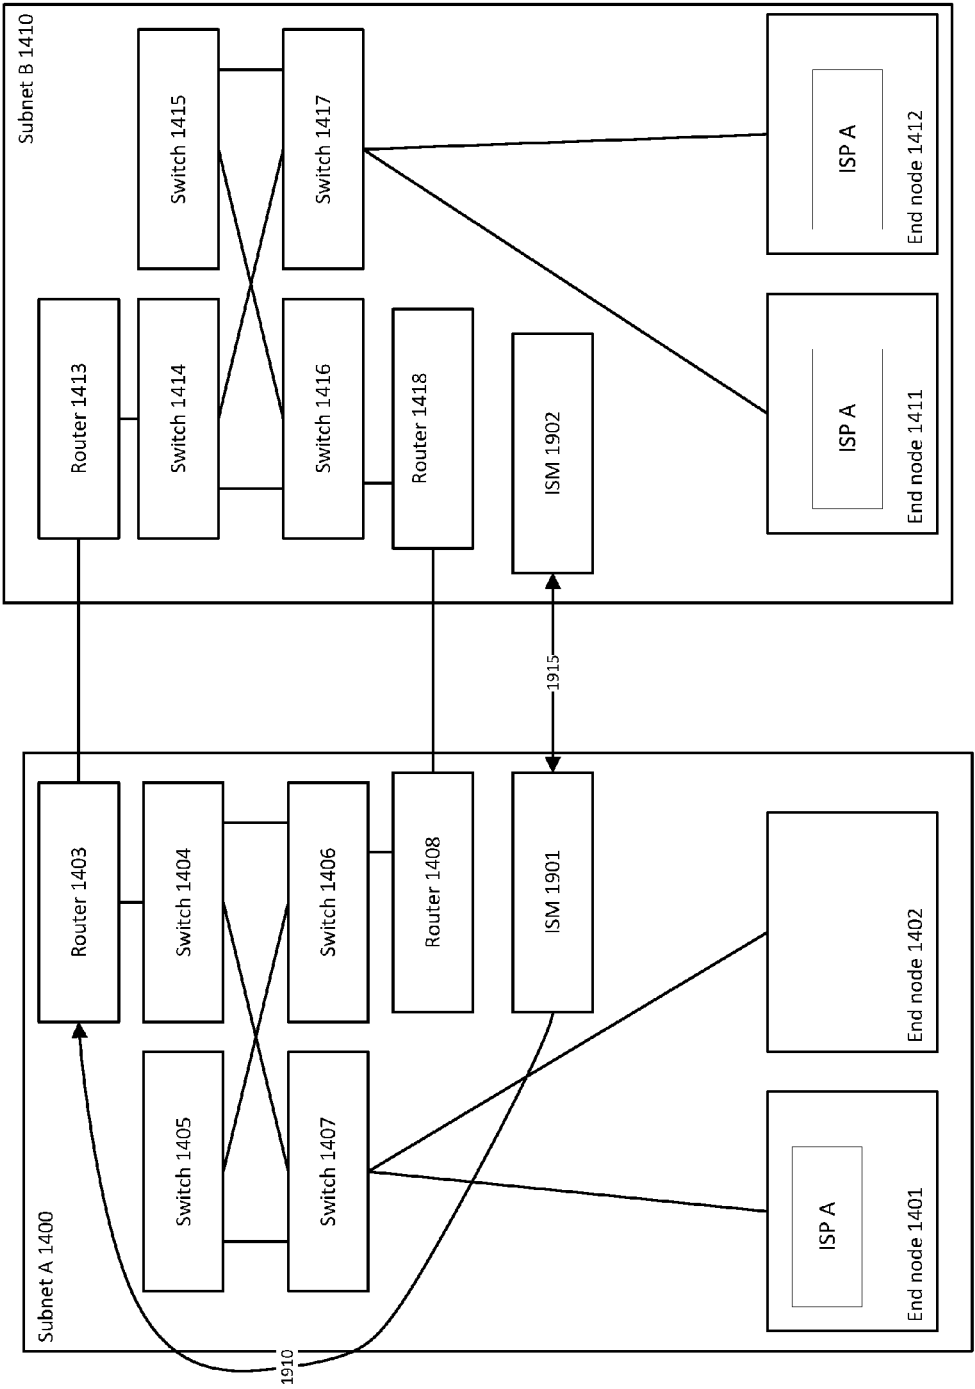 Subnet A 1400
Router 1403
Switch 1405
Switch 1404
Switch 1407
Switch 1406
Router 1408
ISM 1901
ISP A
End node 1401
End node 1402
1910
1915
Subnet B 1410
Router 1413
Switch 1414
Switch 1415
Switch 1416
Switch 1417
Router 1418
ISM 1902
ISP A
End node 1411
ISP A
End node 1412